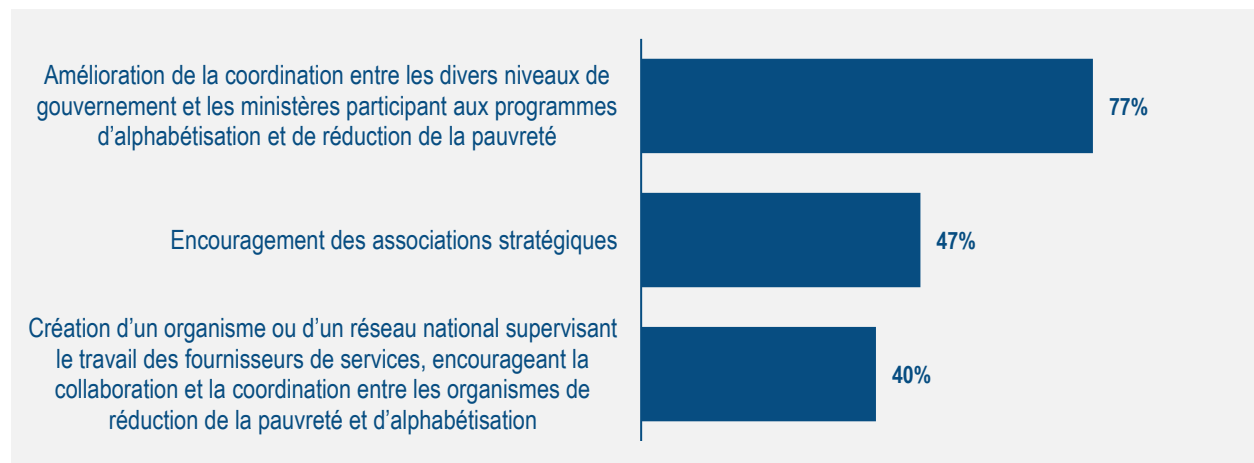 Amélioration de la coordination entre les divers niveaux de
gouvernement et les ministères participant aux programmes
d’alphabétisation et de réduction de la pauvreté
77%
Encouragement des associations stratégiques
47%
Création d’un organisme ou d’un réseau national supervisant
le travail des fournisseurs de services, encourageant la
collaboration et la coordination entre les organismes de
réduction de la pauvreté et d’alphabétisation
40%